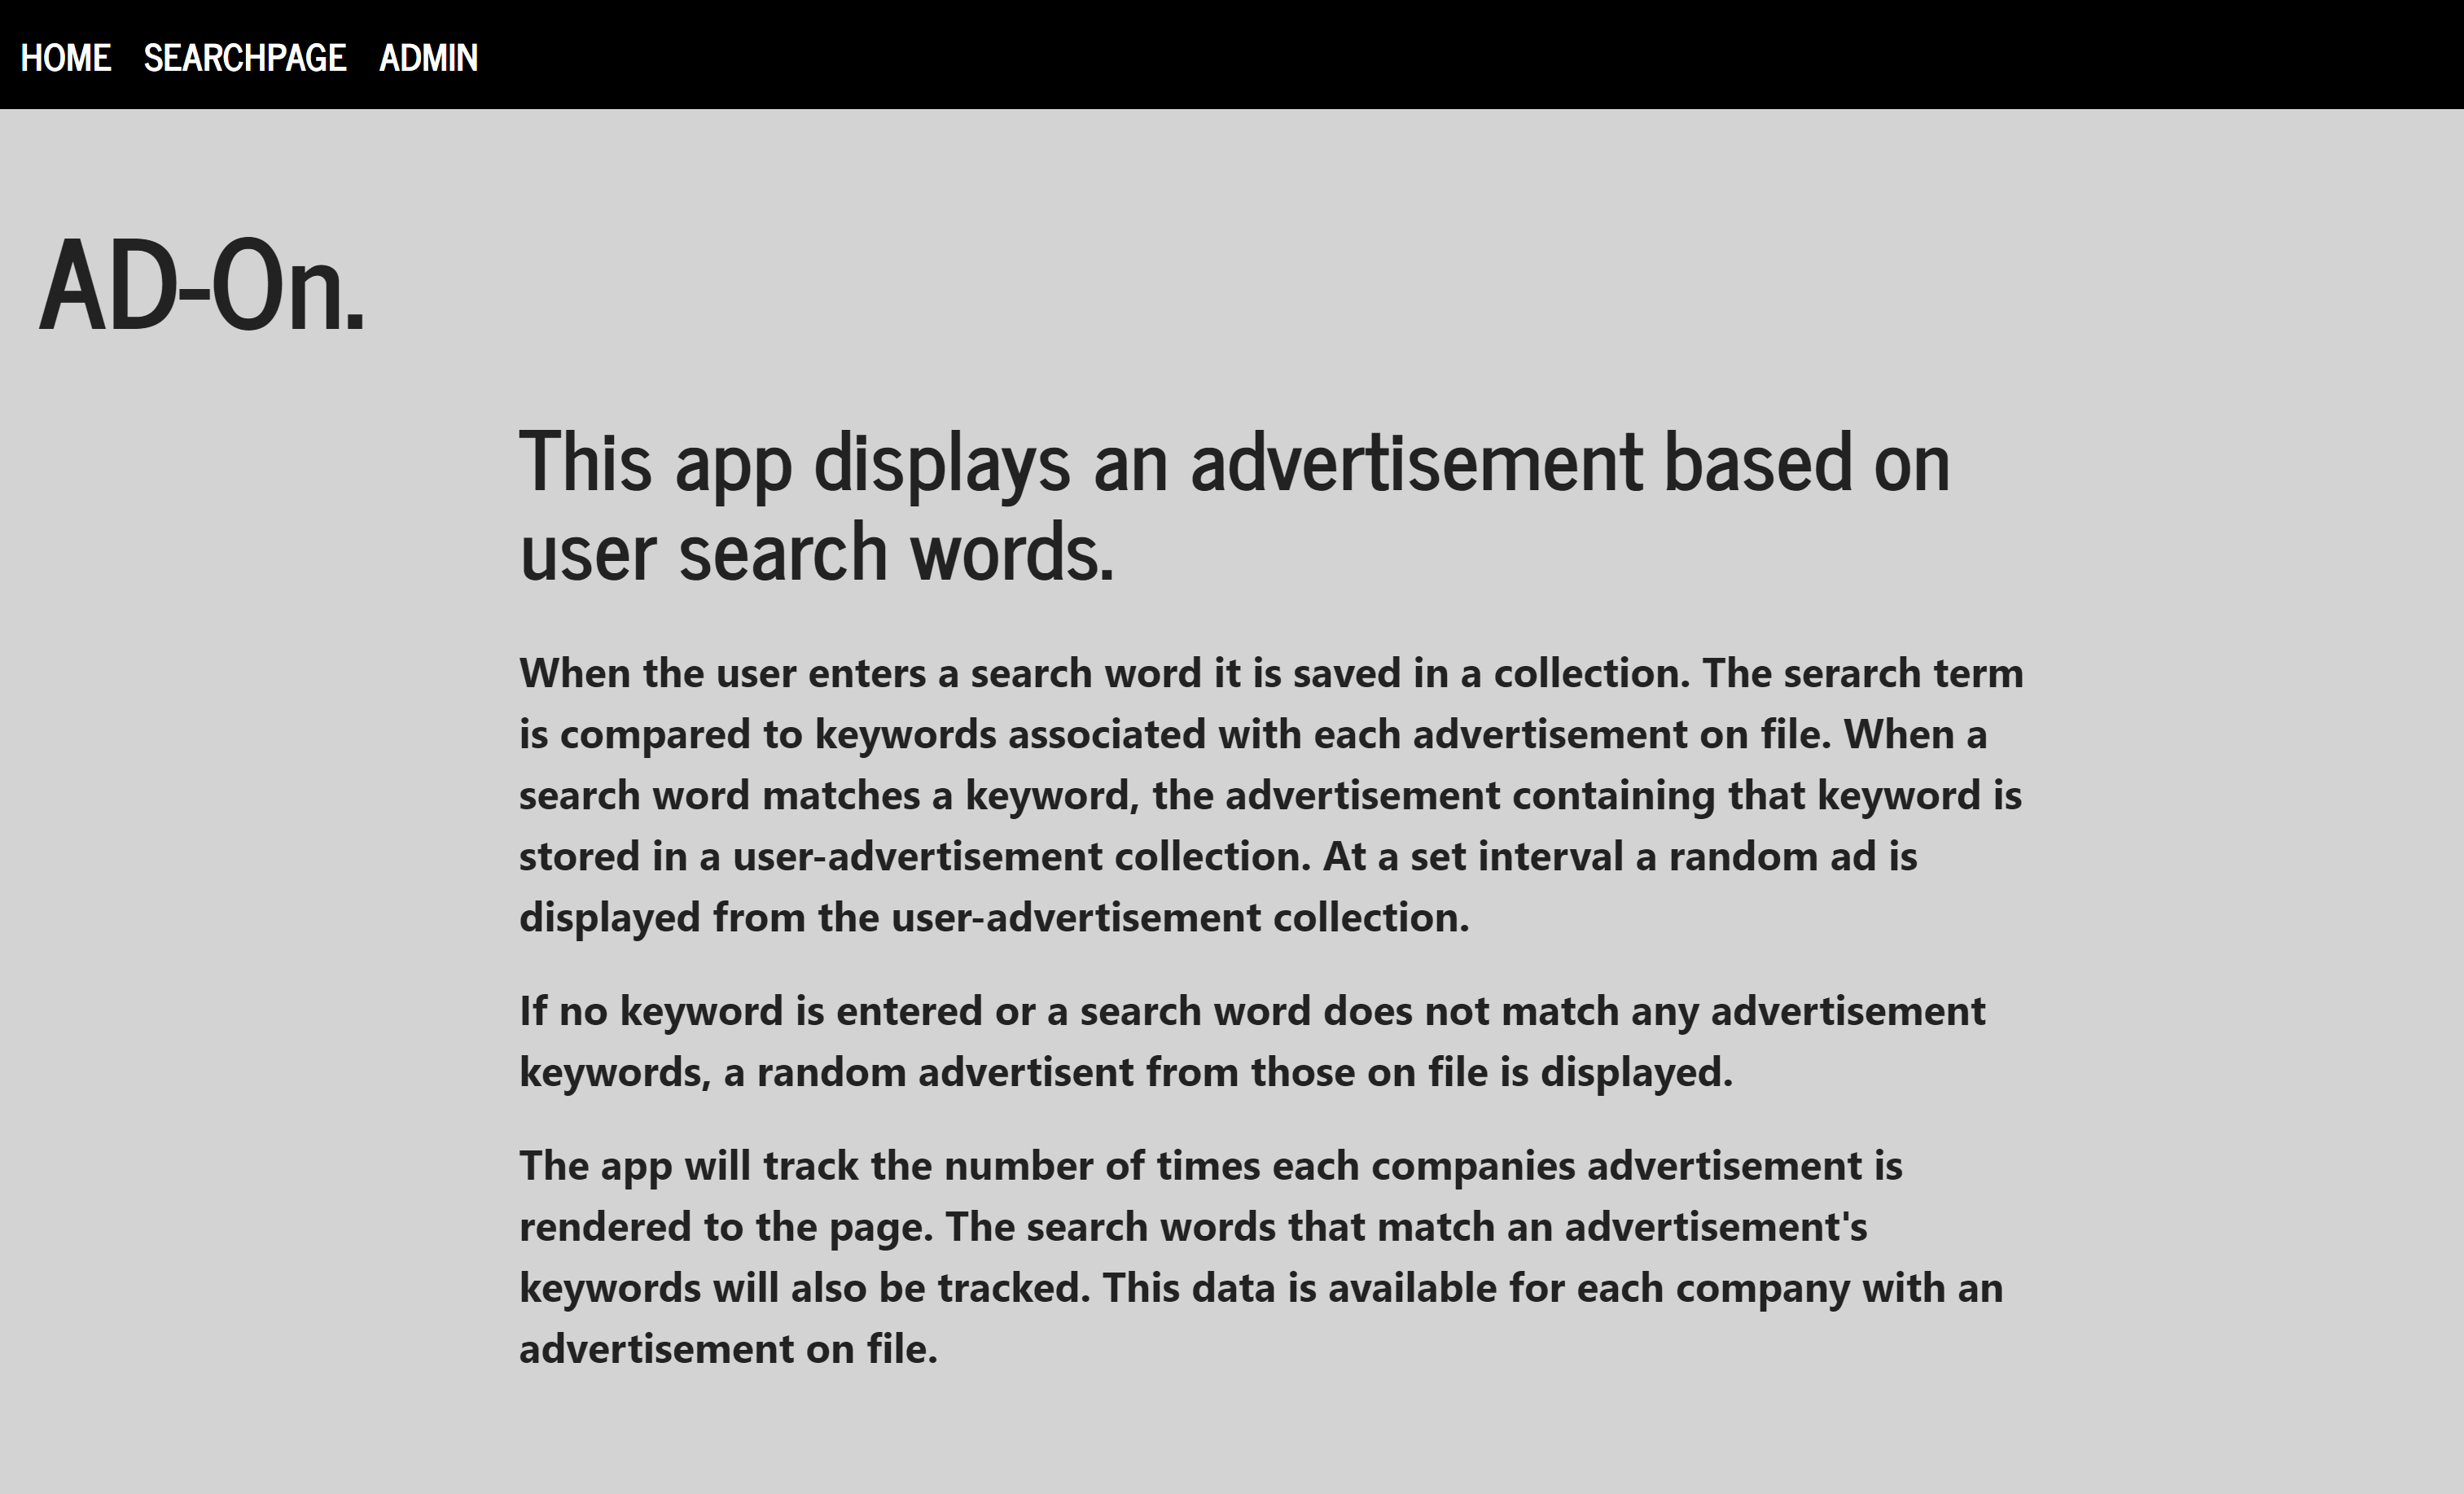 HOME SEARCHPAGE ADMIN
AD-On.
This app displays an advertisement based on
user search words.
When the user enters a search word it is saved in a collection. The serarch term
is compared to keywords associated with each advertisement on file. When a
search word matches a keyword, the advertisement containing that keyword is
stored in a user-advertisement collection. At a set interval a random ad is
displayed from the user-advertisement collection.
If no keyword is entered or a search word does not match any advertisement
keywords, a random advertisent from those on file is displayed.
The app will track the number of times each companies advertisement is
rendered to the page. The search words that match an advertisement's
keywords will also be tracked. This data is available for each company with an
advertisement on file.